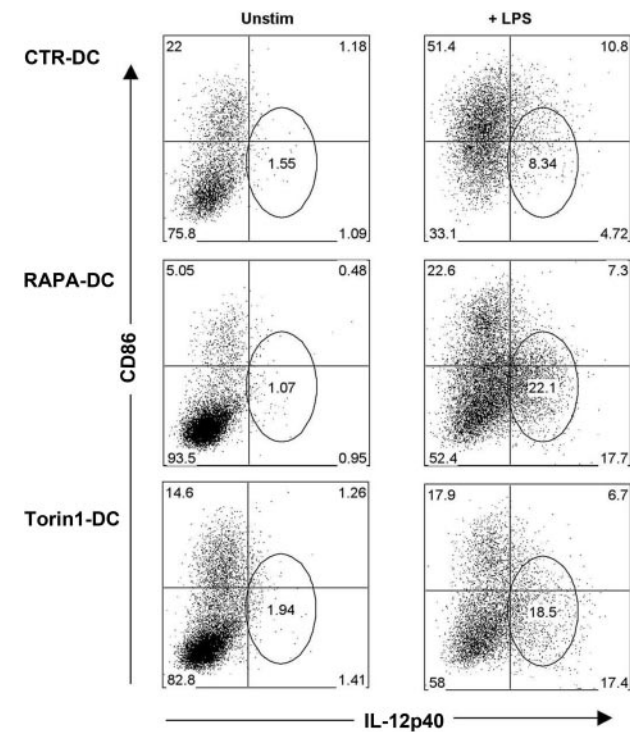 Unstim + LPS
CTR-DC
22 1.18 51.4 10.8
1.55 8.34
75.8 1.09 33.1 4.72
RAPA-DC
5.05 0.48 22.6 7.3
CD86
1.07 22.1
93.5 0.95 52.4 17.7
Torin1-DC
14.6 1.26 17.9 6.7
1.94 18.5
82.8 1.41 58 17.4
IL-12p40